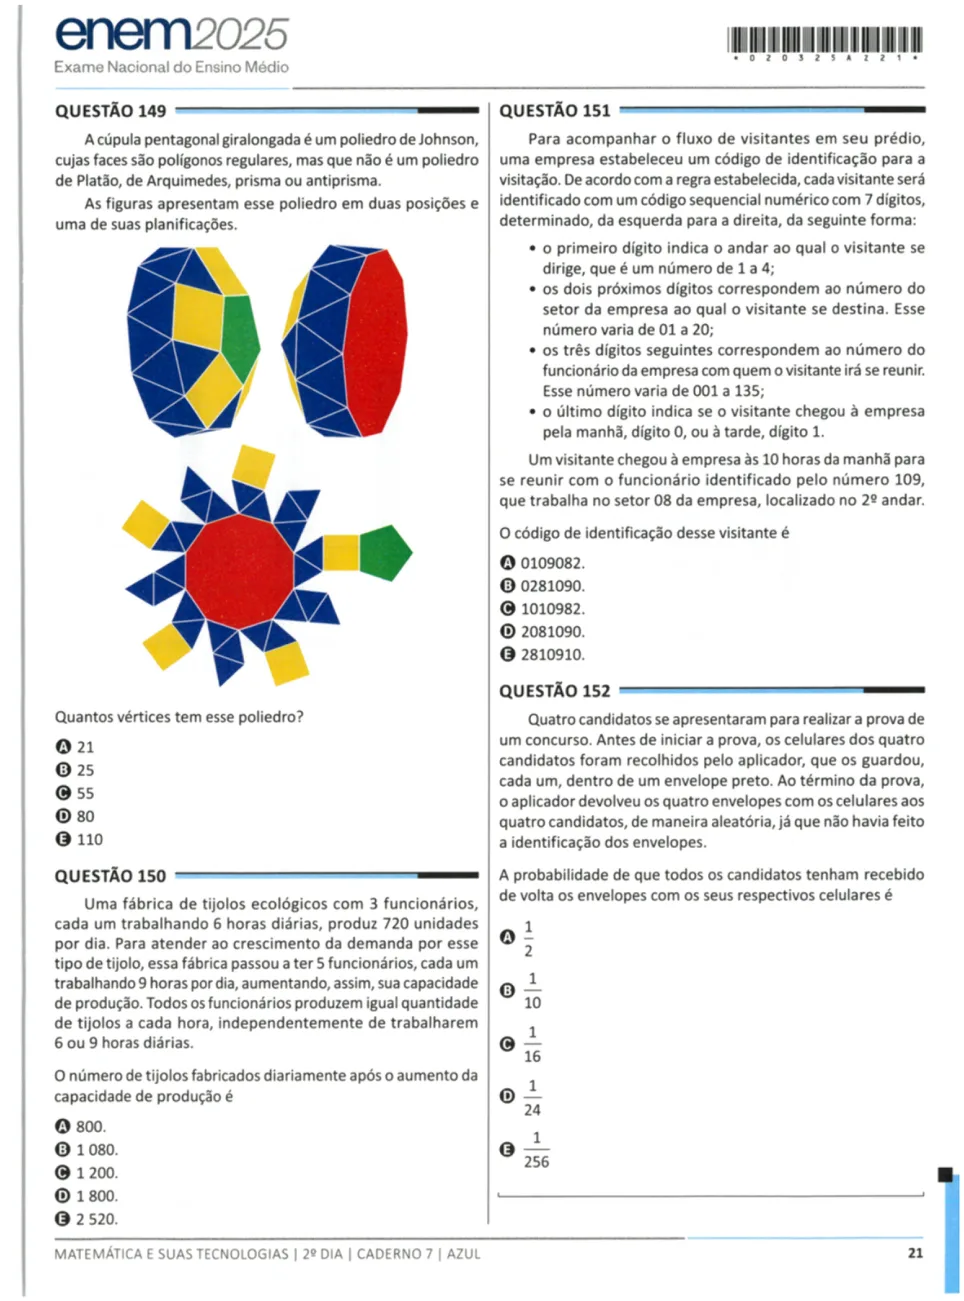 enem2025
Exame Nacional do Ensino Médio
*020325AZ21*
QUESTÃO 149
A cúpula pentagonal giralongada é um poliedro de Johnson,
cujas faces são polígonos regulares, mas que não é um poliedro
de Platão, de Arquimedes, prisma ou antiprisma.
As figuras apresentam esse poliedro em duas posições e
uma de suas planificações.
Quantos vértices tem esse poliedro?
A 21
B 25
C 55
D 80
E 110
QUESTÃO 150
Uma fábrica de tijolos ecológicos com 3 funcionários,
cada um trabalhando 6 horas diárias, produz 720 unidades
por dia. Para atender ao crescimento da demanda por esse
tipo de tijolo, essa fábrica passou a ter 5 funcionários, cada um
trabalhando 9 horas por dia, aumentando, assim, sua capacidade
de produção. Todos os funcionários produzem igual quantidade
de tijolos a cada hora, independentemente de trabalharem
6 ou 9 horas diárias.
O número de tijolos fabricados diariamente após o aumento da
capacidade de produção é
A 800.
B 1 080.
C 1 200.
D 1 800.
E 2 520.
QUESTÃO 151
Para acompanhar o fluxo de visitantes em seu prédio,
uma empresa estabeleceu um código de identificação para a
visitação. De acordo com a regra estabelecida, cada visitante será
identificado com um código sequencial numérico com 7 dígitos,
determinado, da esquerda para a direita, da seguinte forma:
• o primeiro dígito indica o andar ao qual o visitante se
dirige, que é um número de 1 a 4;
• os dois próximos dígitos correspondem ao número do
setor da empresa ao qual o visitante se destina. Esse
número varia de 01 a 20;
• os três dígitos seguintes correspondem ao número do
funcionário da empresa com quem o visitante irá se reunir.
Esse número varia de 001 a 135;
• o último dígito indica se o visitante chegou à empresa
pela manhã, dígito 0, ou à tarde, dígito 1.
Um visitante chegou à empresa às 10 horas da manhã para
se reunir com o funcionário identificado pelo número 109,
que trabalha no setor 08 da empresa, localizado no 2º andar.
O código de identificação desse visitante é
A 0109082.
B 0281090.
C 1010982.
D 2081090.
E 2810910.
QUESTÃO 152
Quatro candidatos se apresentaram para realizar a prova de
um concurso. Antes de iniciar a prova, os celulares dos quatro
candidatos foram recolhidos pelo aplicador, que os guardou,
cada um, dentro de um envelope preto. Ao término da prova,
o aplicador devolveu os quatro envelopes com os celulares aos
quatro candidatos, de maneira aleatória, já que não havia feito
a identificação dos envelopes.
A probabilidade de que todos os candidatos tenham recebido
de volta os envelopes com os seus respectivos celulares é
A 1/2
B 1/10
C 1/16
D 1/24
E 1/256
MATEMÁTICA E SUAS TECNOLOGIAS | 2º DIA | CADERNO 7 | AZUL
21